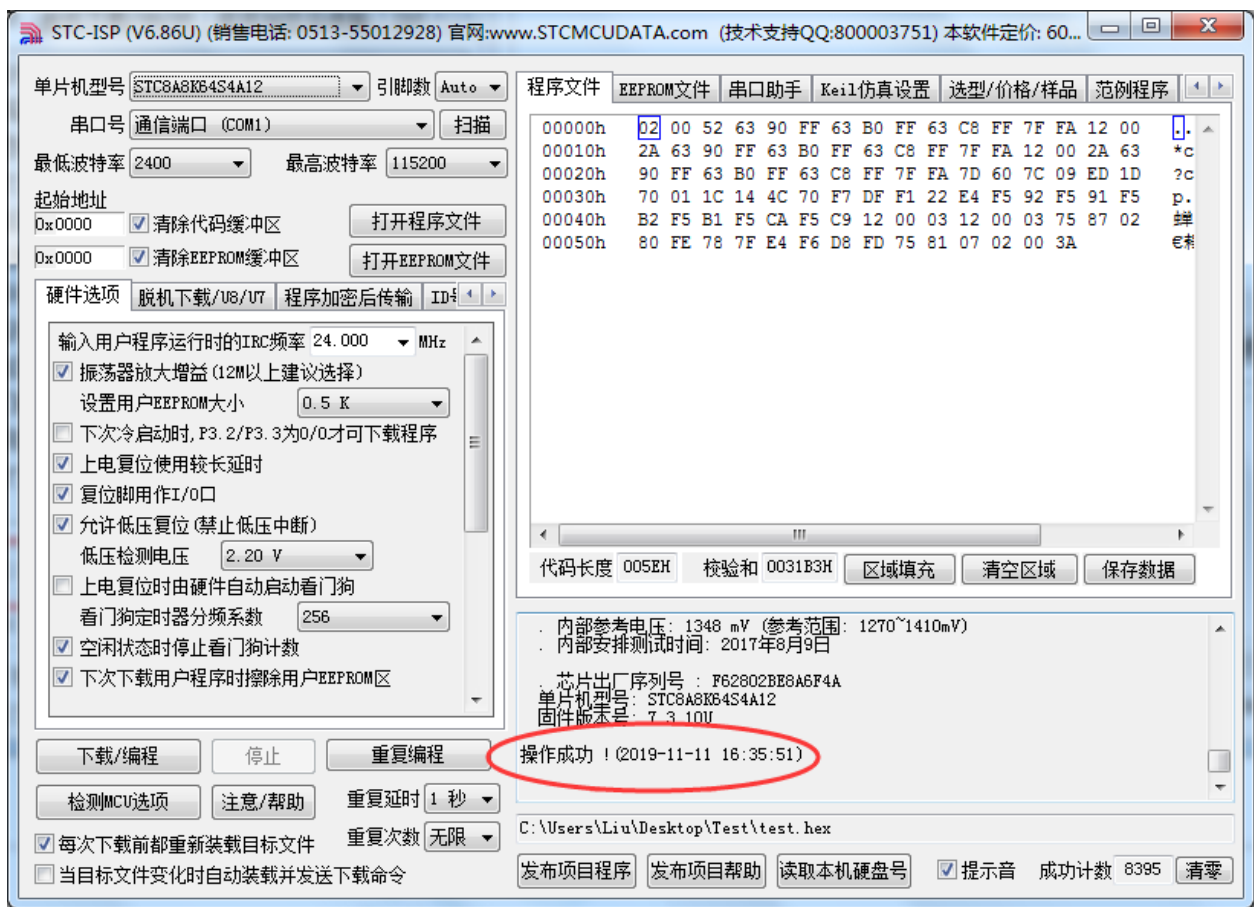 STC-ISP (V6.86U) (销售电话: 0513-55012928) 官网:www.STCMCUDATA.com (技术支持QQ:800003751) 本软件定价: 60...
单片机型号 STC8A8K64S4A12 引脚数 Auto
串口号 通信端口 (COM1) 扫描
最低波特率 2400 最高波特率 115200
起始地址
0x0000 清除代码缓冲区 打开程序文件
0x0000 清除EEPROM缓冲区 打开EEPROM文件
硬件选项 脱机下载/U8/U7 程序加密后传输
输入用户程序运行时的IRC频率 24.000 MHz
振荡器放大增益(12M以上建议选择)
设置用户EEPROM大小 0.5 K
下次冷启动时,P3.2/P3.3为0/0才可下载程序
上电复位使用较长延时
复位脚用作I/O口
允许低压复位(禁止低压中断)
低压检测电压 2.20 V
上电复位时由硬件自动启动看门狗
看门狗定时器分频系数 256
空闲状态时停止看门狗计数
下次下载用户程序时擦除用户EEPROM区
下载/编程 停止 重复编程
检测MCU选项 注意/帮助 重复延时 1 秒
每次下载前都重新装载目标文件 重复次数 无限
当目标文件变化时自动装载并发送下载命令
程序文件 EEPROM文件 串口助手 Keil仿真设置 选型/价格/样品 范例程序
00000h 02 00 52 63 90 FF 63 B0 FF 63 C8 FF 7F FA 12 00 ..
00010h 2A 63 90 FF 63 B0 FF 63 C8 FF 7F FA 12 00 2A 63 *c
00020h 90 FF 63 B0 FF 63 C8 FF 7F FA 7D 60 7C 09 ED 1D ?c
00030h 70 01 1C 14 4C 70 F7 DF F1 22 E4 F5 92 F5 91 F5 p.
00040h B2 F5 B1 F5 CA F5 C9 12 00 03 12 00 03 75 87 02
00050h 80 FE 78 7F E4 F6 D8 FD 75 81 07 02 00 3A
代码长度 005EH 校验和 0031B3H 区域填充 清空区域 保存数据
. 内部参考电压: 1348 mV (参考范围: 1270~1410mV)
. 内部安排测试时间: 2017年8月9日
. 芯片出厂序列号 : F62802BE8A6F4A
单片机型号: STC8A8K64S4A12
固件版本号: 7.3.10U
操作成功 !(2019-11-11 16:35:51)
C:\Users\Liu\Desktop\Test\test.hex
发布项目程序 发布项目帮助 读取本机硬盘号 提示音 成功计数 8395 清零